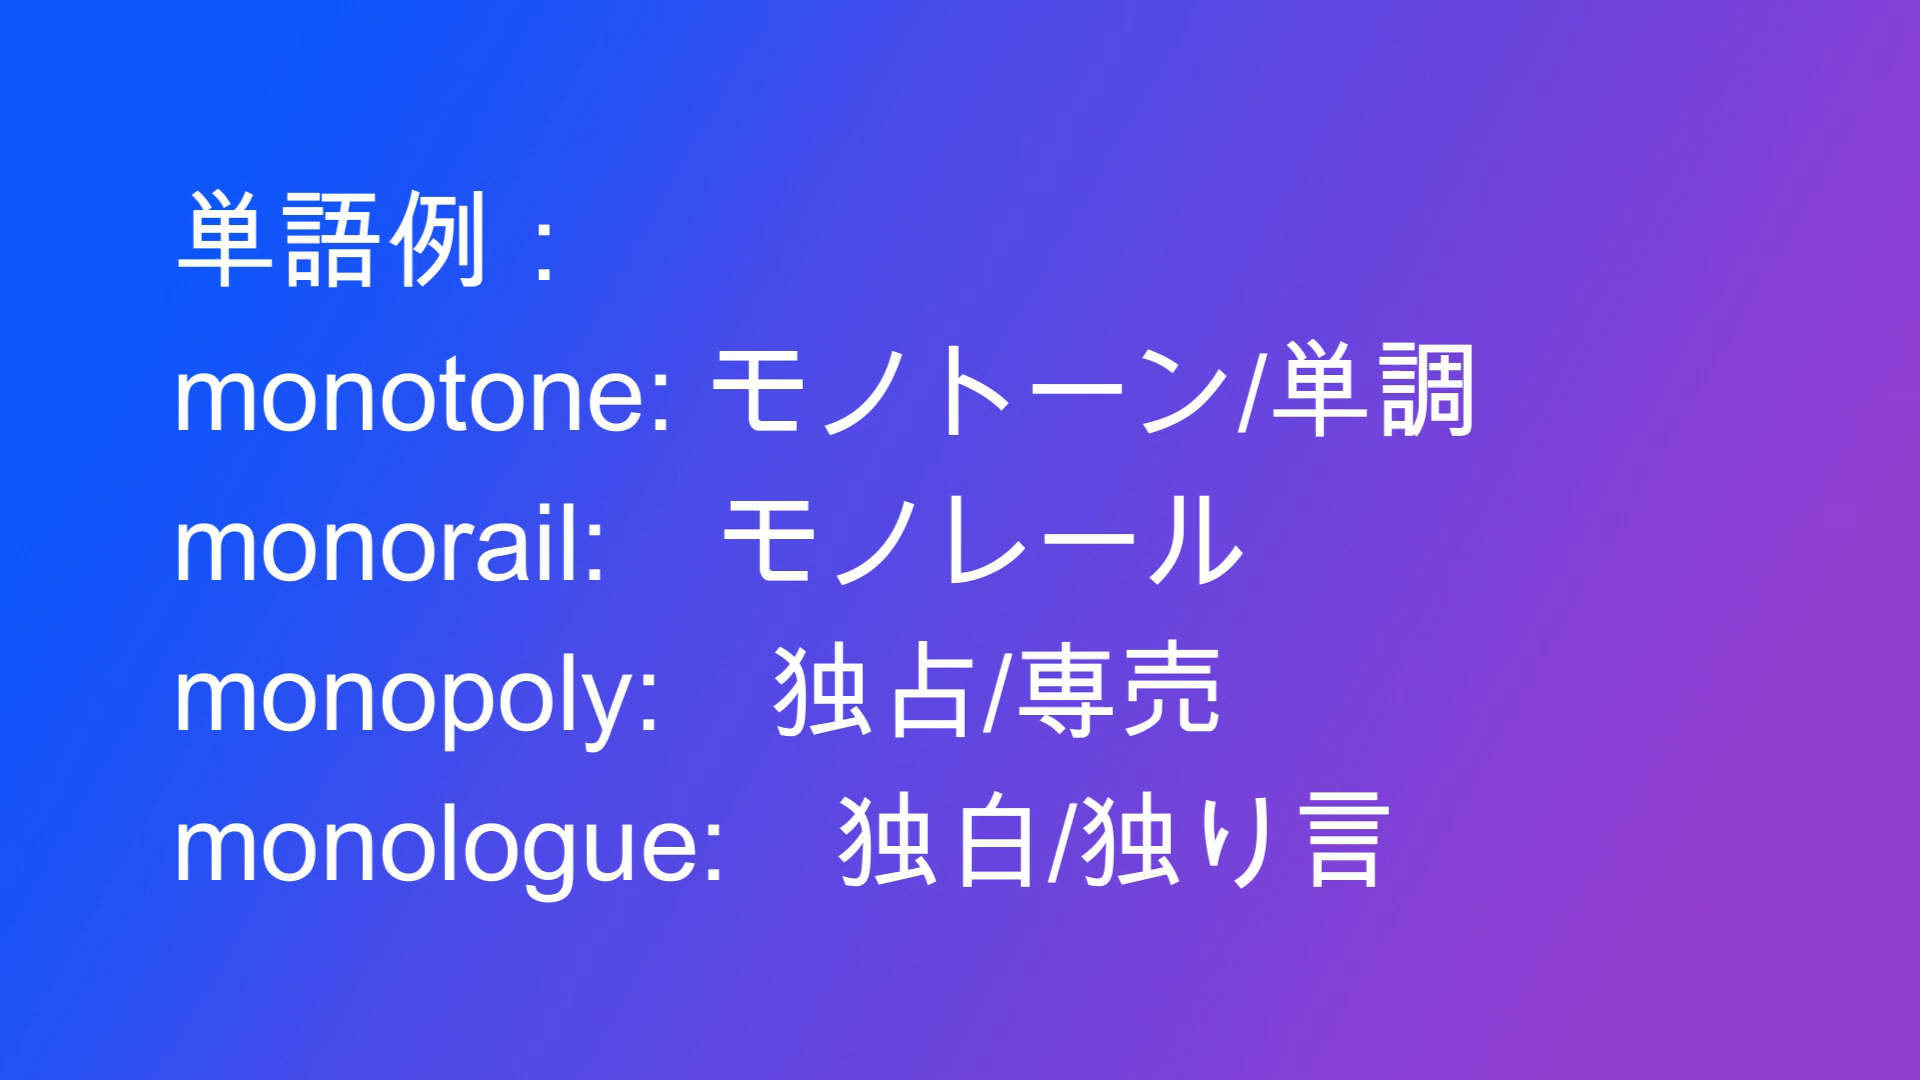 単語例：
monotone: モノトーン/単調
monorail:　モノレール
monopoly:　独占/専売
monologue:　独白/独り言